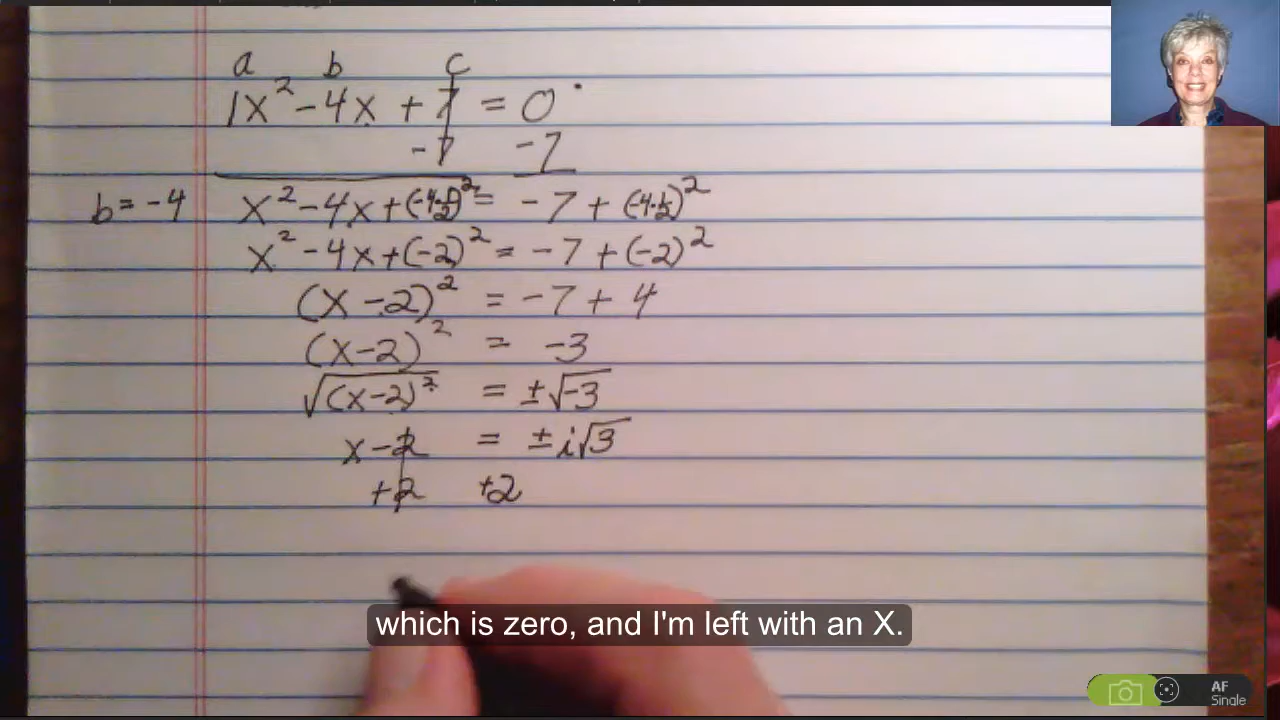 a b c
1x² - 4x + 7 = 0
-7 -7
b = -4 x² - 4x + (-4·½)² = -7 + (-4·½)²
x² - 4x + (-2)² = -7 + (-2)²
(x - 2)² = -7 + 4
(x - 2)² = -3
√(x - 2)² = ±√-3
x - 2 = ± i√3
+2 +2
which is zero, and I'm left with an X.
AF
Single